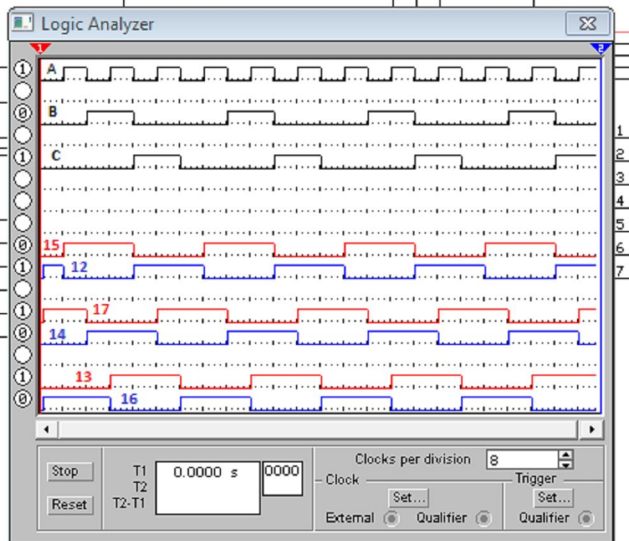 Logic Analyzer
1
2
1 A
0 B
1 C
0 15
1 12
1 17
0 14
1 13
0 16
1
2
3
4
5
6
7
Clocks per division 8
Stop T1 0.0000 s 0000
T2
Reset T2-T1
Clock
Set...
External Qualifier
Trigger
Set...
Qualifier